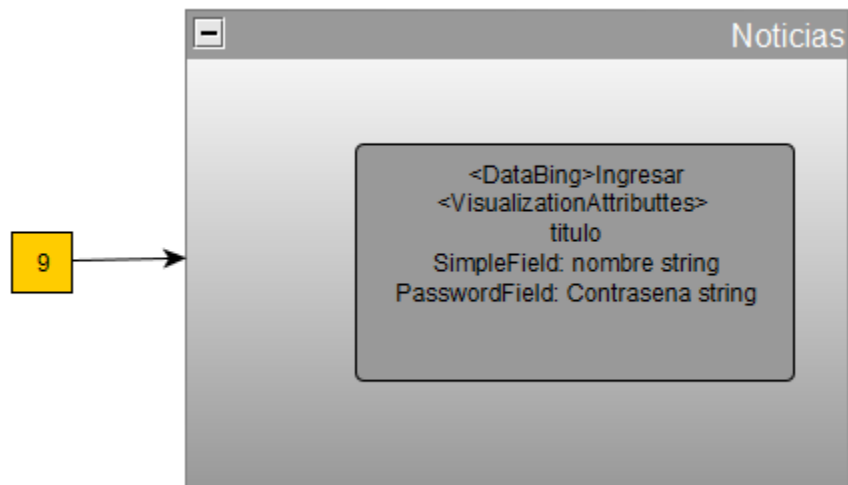 Noticias
<DataBing>Ingresar
<VisualizationAttributtes>
titulo
SimpleField: nombre string
PasswordField: Contrasena string
9